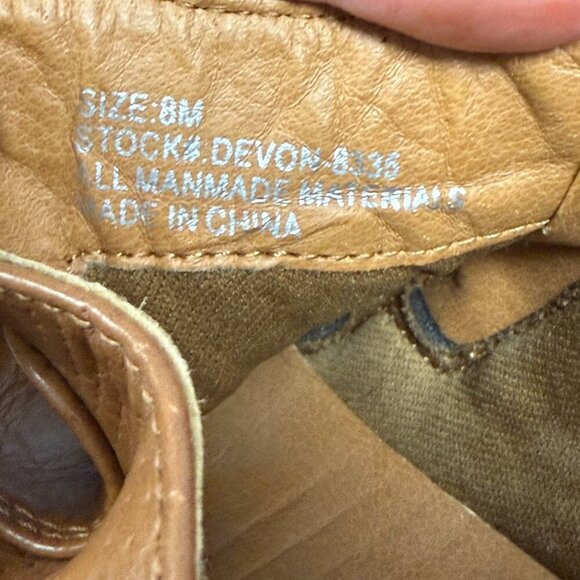 SIZE:8M
STOCK#.DEVON-8335
ALL MANMADE MATERIALS
MADE IN CHINA